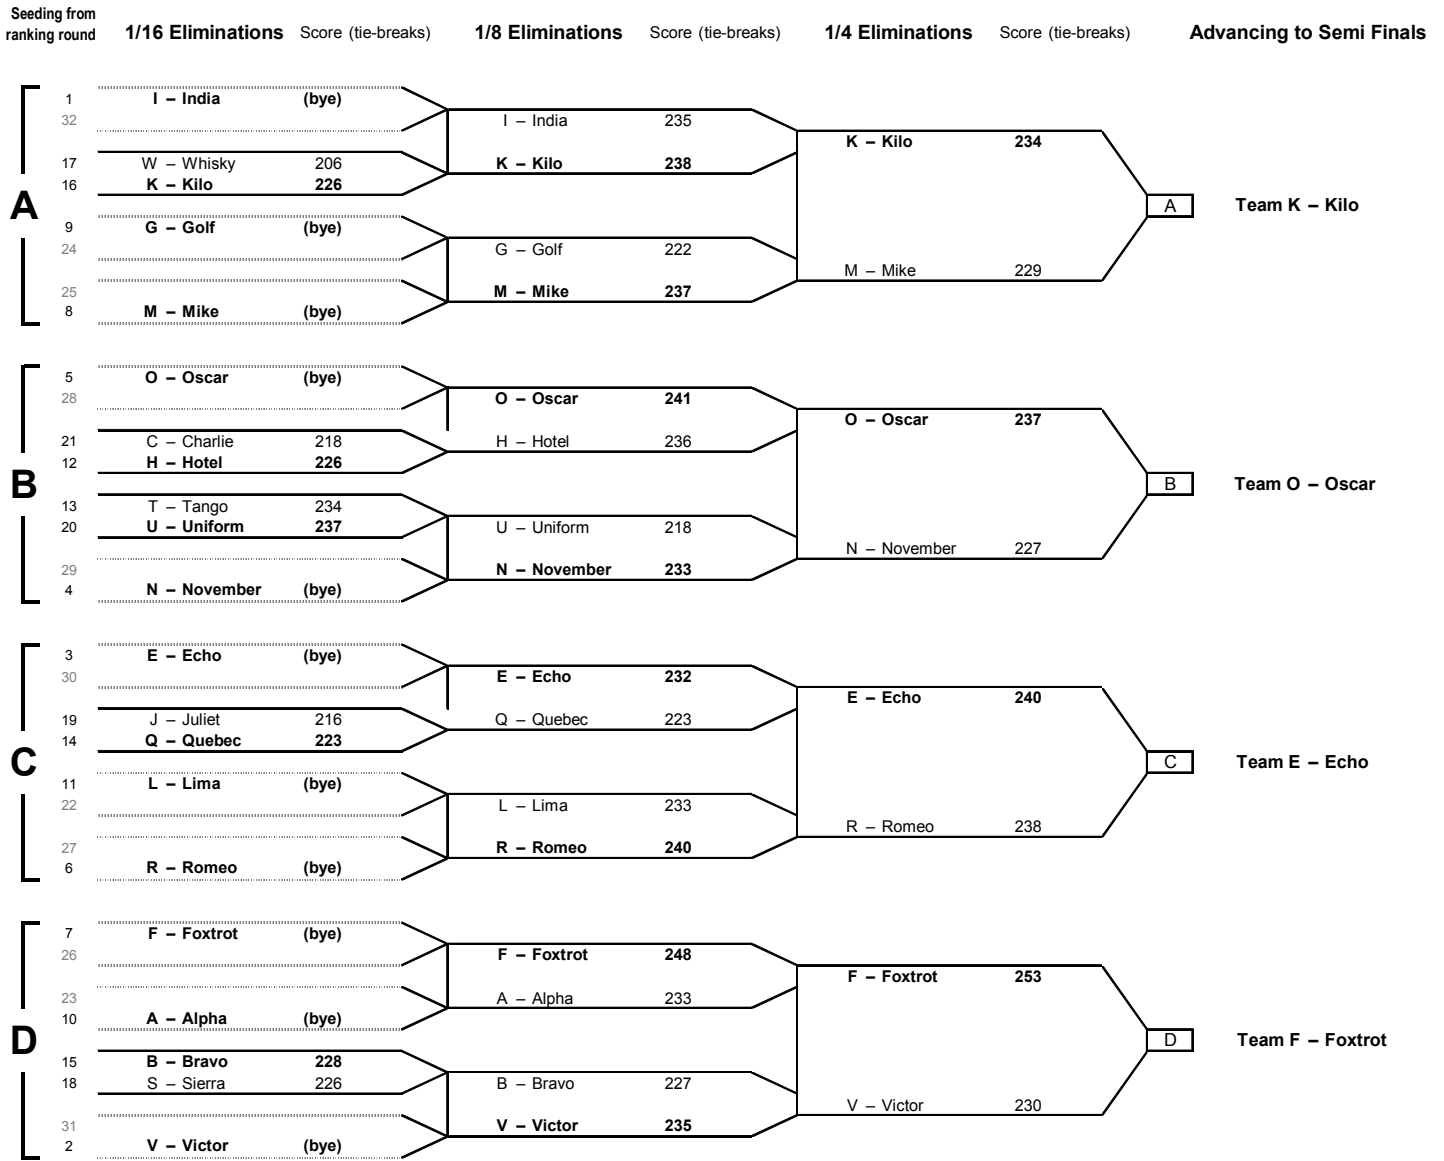 Seeding from
ranking round 1/16 Eliminations Score (tie-breaks) 1/8 Eliminations Score (tie-breaks) 1/4 Eliminations Score (tie-breaks) Advancing to Semi Finals
1 I – India (bye)
32 I – India 235
K – Kilo 234
17 W – Whisky 206 K – Kilo 238
16 K – Kilo 226
A A Team K – Kilo
9 G – Golf (bye)
24 G – Golf 222
M – Mike 229
25 M – Mike 237
8 M – Mike (bye)
5 O – Oscar (bye)
28 O – Oscar 241
O – Oscar 237
21 C – Charlie 218 H – Hotel 236
12 H – Hotel 226
B B Team O – Oscar
13 T – Tango 234
20 U – Uniform 237 U – Uniform 218
N – November 227
29 N – November 233
4 N – November (bye)
3 E – Echo (bye)
30 E – Echo 232
E – Echo 240
19 J – Juliet 216 Q – Quebec 223
14 Q – Quebec 223
C C Team E – Echo
11 L – Lima (bye)
22 L – Lima 233
R – Romeo 238
27 R – Romeo 240
6 R – Romeo (bye)
7 F – Foxtrot (bye)
26 F – Foxtrot 248
F – Foxtrot 253
23 A – Alpha 233
10 A – Alpha (bye)
D D Team F – Foxtrot
15 B – Bravo 228
18 S – Sierra 226 B – Bravo 227
V – Victor 230
31 V – Victor 235
2 V – Victor (bye)